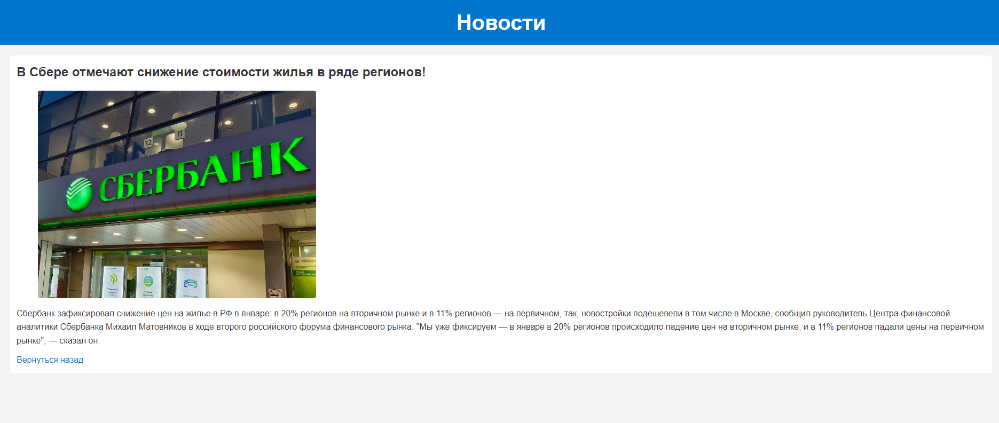 Новости
В Сбере отмечают снижение стоимости жилья в ряде регионов!
12
11
СБЕРБАНК
СБЕРБАНК
Сбербанк зафиксировал снижение цен на жилье в РФ в январе: в 20% регионов на вторичном рынке и в 11% регионов — на первичном, так, новостройки подешевели в том числе в Москве, сообщил руководитель Центра финансовой
аналитики Сбербанка Михаил Матовников в ходе второго российского форума финансового рынка. "Мы уже фиксируем — в январе в 20% регионов происходило падение цен на вторичном рынке, и в 11% регионов падали цены на первичном
рынке", — сказал он.
Вернуться назад